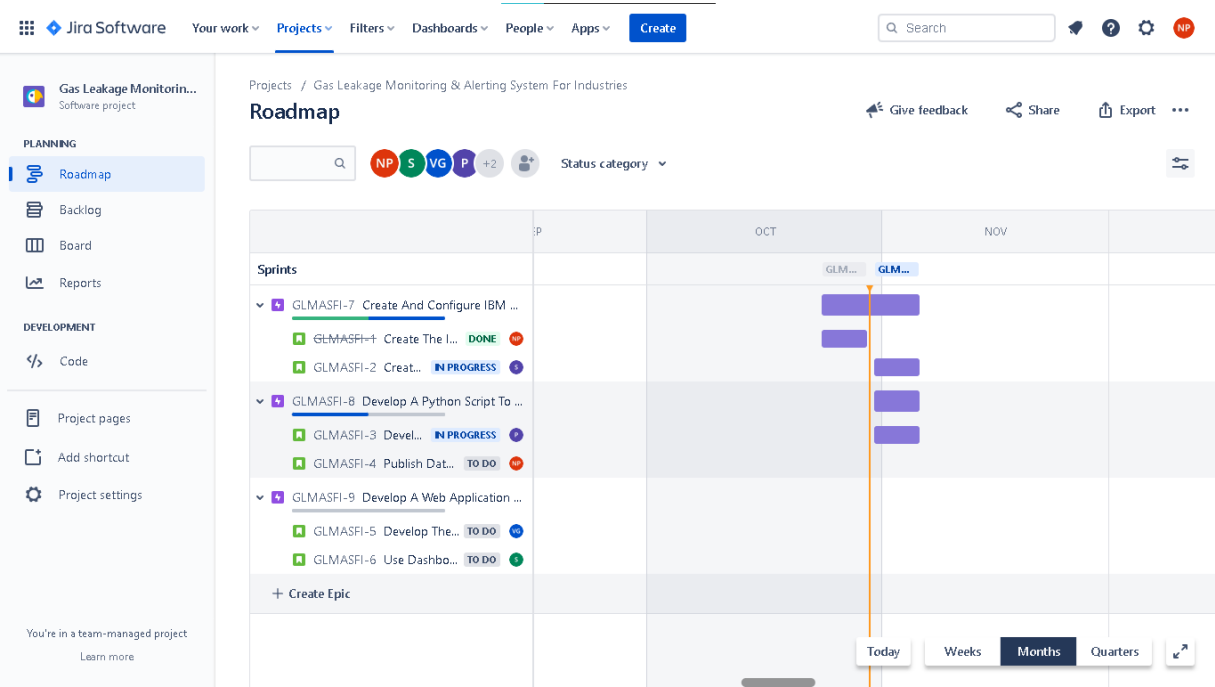 Jira Software Your work Projects Filters Dashboards People Apps Create Search NP
Gas Leakage Monitorin...
Software project
PLANNING
Roadmap
Backlog
Board
Reports
DEVELOPMENT
Code
Project pages
Add shortcut
Project settings
You're in a team-managed project
Learn more
Projects / Gas Leakage Monitoring & Alerting System For Industries
Roadmap
Give feedback Share Export
NP S VG P +2 Status category
EP OCT NOV
Sprints GLM... GLM...
GLMASFI-7 Create And Configure IBM ...
GLMASFI-1 Create The I... DONE NP
GLMASFI-2 Creat... IN PROGRESS S
GLMASFI-8 Develop A Python Script To ...
GLMASFI-3 Devel... IN PROGRESS P
GLMASFI-4 Publish Dat... TO DO NP
GLMASFI-9 Develop A Web Application ...
GLMASFI-5 Develop The... TO DO VG
GLMASFI-6 Use Dashbo... TO DO S
+ Create Epic
Today Weeks Months Quarters